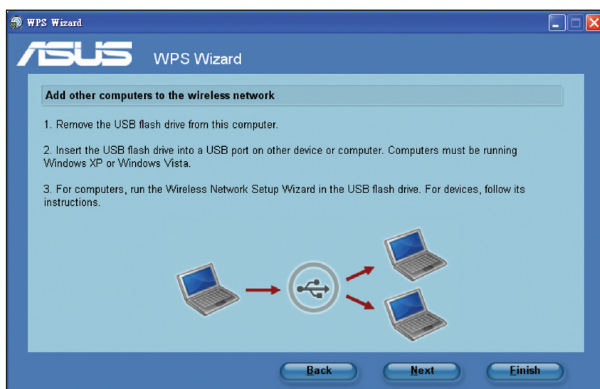 WPS Wizard
ASUS WPS Wizard
Add other computers to the wireless network
1. Remove the USB flash drive from this computer.
2. Insert the USB flash drive into a USB port on other device or computer. Computers must be running
Windows XP or Windows Vista.
3. For computers, run the Wireless Network Setup Wizard in the USB flash drive. For devices, follow its
instructions.
Back Next Finish